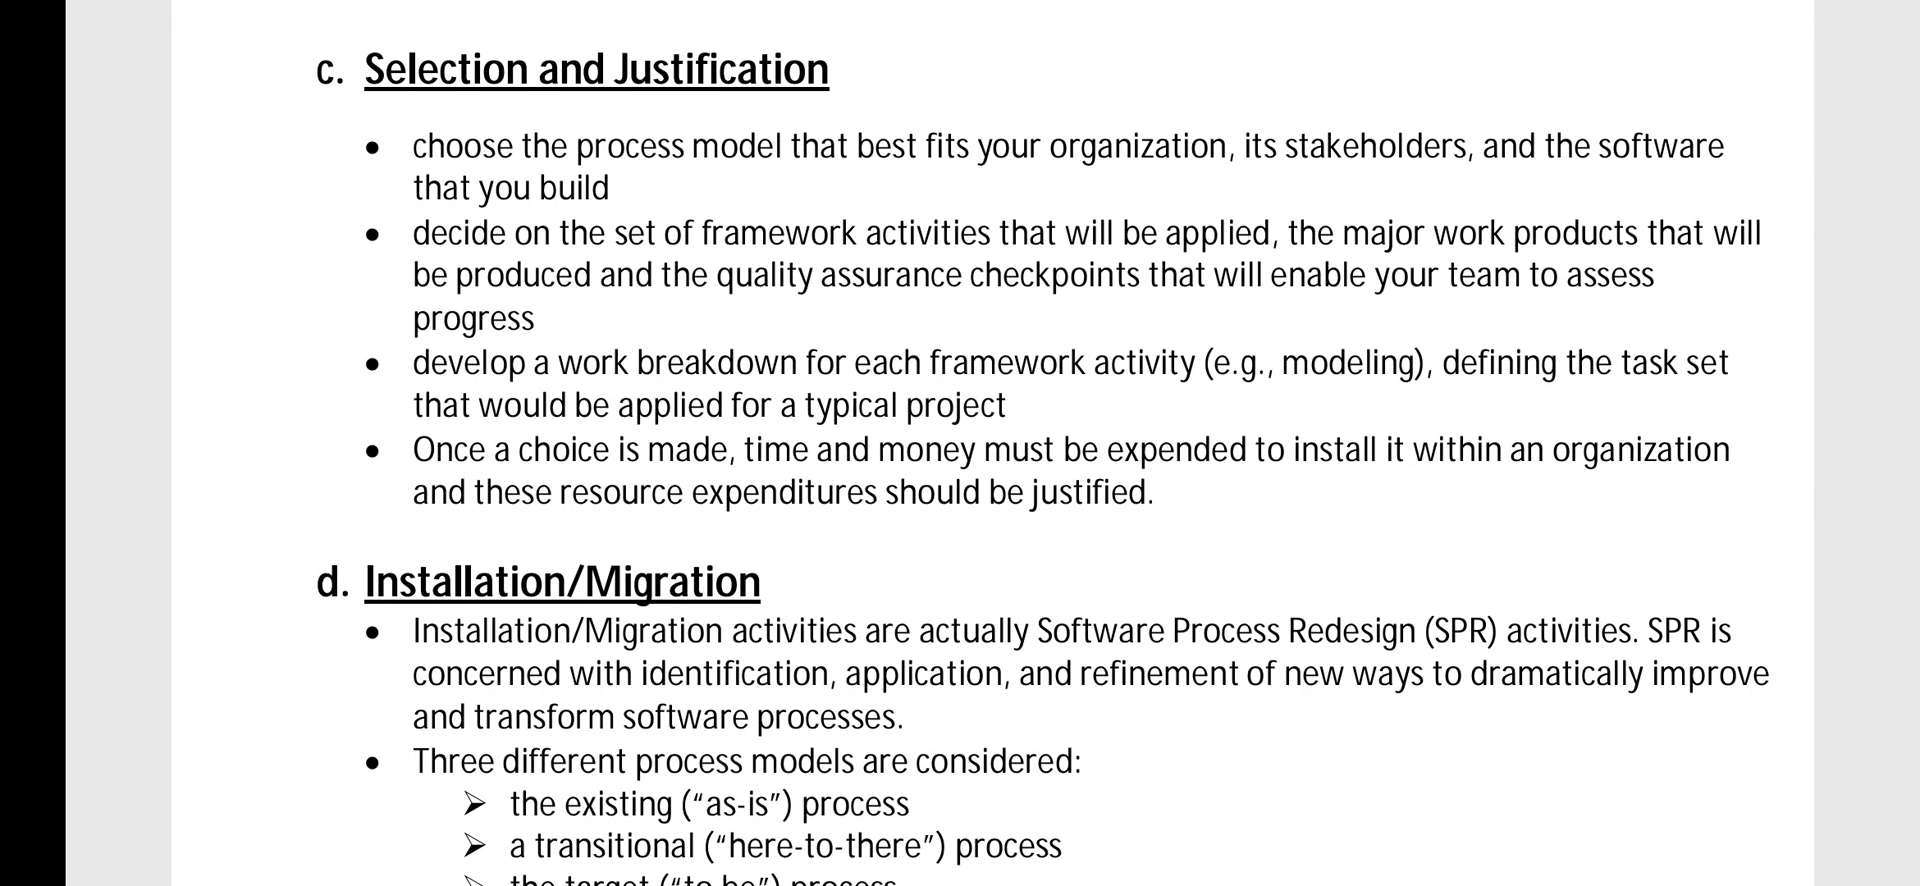 c. Selection and Justification
• choose the process model that best fits your organization, its stakeholders, and the software
that you build
• decide on the set of framework activities that will be applied, the major work products that will
be produced and the quality assurance checkpoints that will enable your team to assess
progress
• develop a work breakdown for each framework activity (e.g., modeling), defining the task set
that would be applied for a typical project
• Once a choice is made, time and money must be expended to install it within an organization
and these resource expenditures should be justified.
d. Installation/Migration
• Installation/Migration activities are actually Software Process Redesign (SPR) activities. SPR is
concerned with identification, application, and refinement of new ways to dramatically improve
and transform software processes.
• Three different process models are considered:
➢ the existing (“as-is”) process
➢ a transitional (“here-to-there”) process
➢ the target (“to be”) process